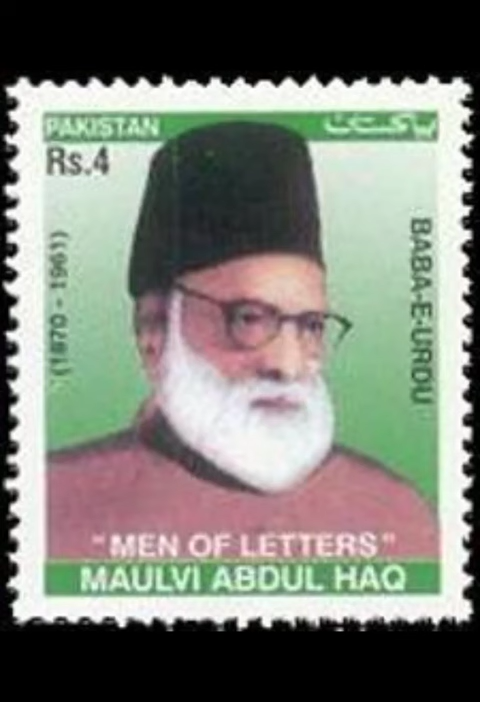 PAKISTAN پاکستان
Rs.4
(1870 - 1961)
BABA-E-URDU
"MEN OF LETTERS"
MAULVI ABDUL HAQ